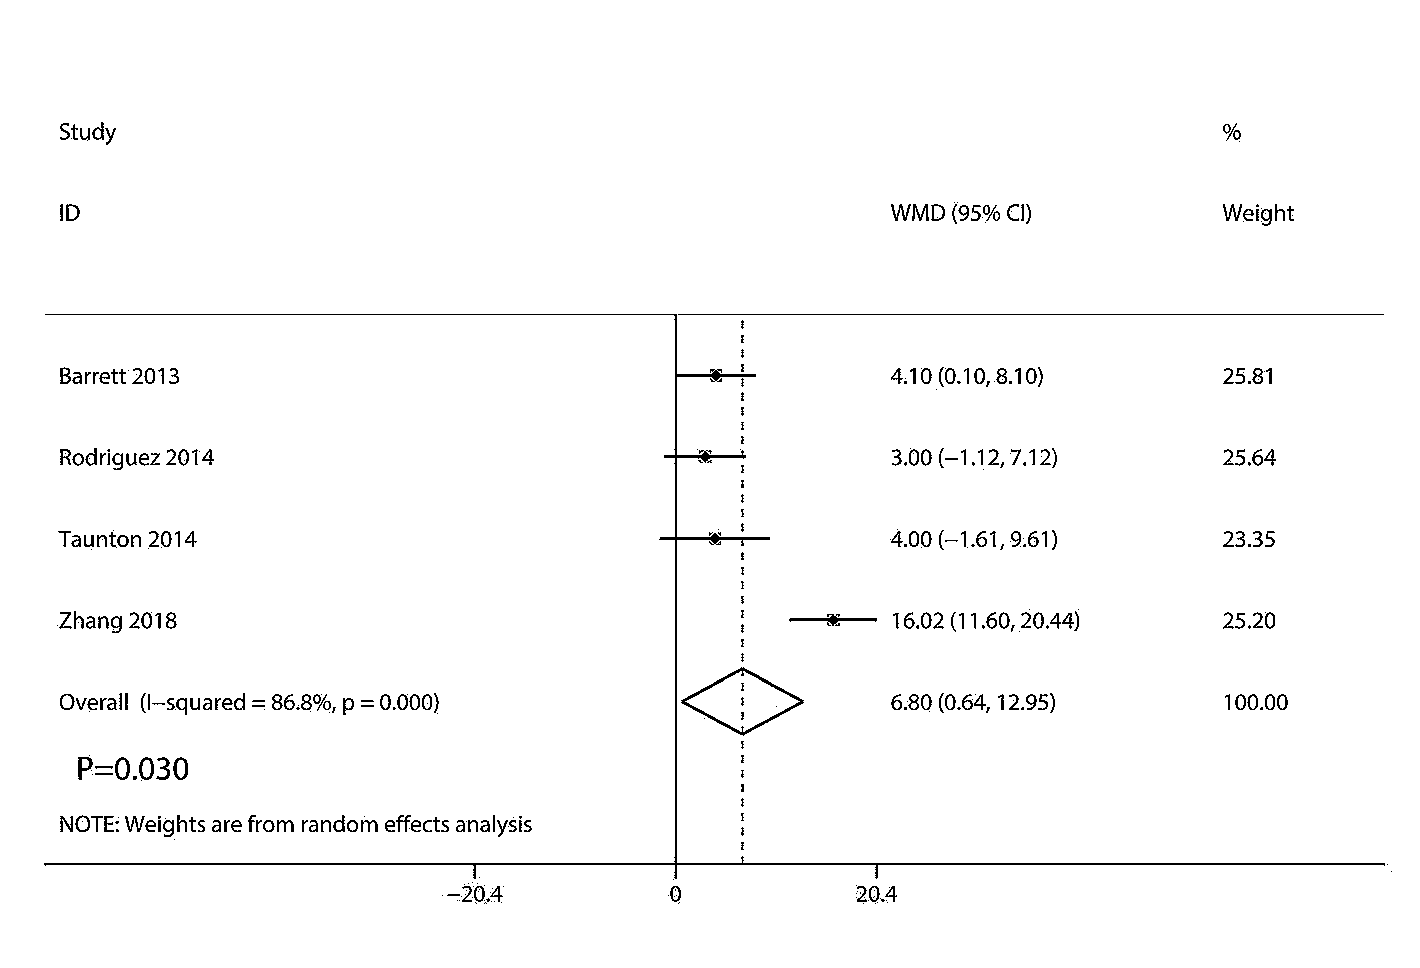 Study %
ID WMD (95% CI) Weight
Barrett 2013 4.10 (0.10, 8.10) 25.81
Rodriguez 2014 3.00 (−1.12, 7.12) 25.64
Taunton 2014 4.00 (−1.61, 9.61) 23.35
Zhang 2018 16.02 (11.60, 20.44) 25.20
Overall (I−squared = 86.8%, p = 0.000) 6.80 (0.64, 12.95) 100.00
P=0.030
NOTE: Weights are from random effects analysis
−20.4 0 20.4